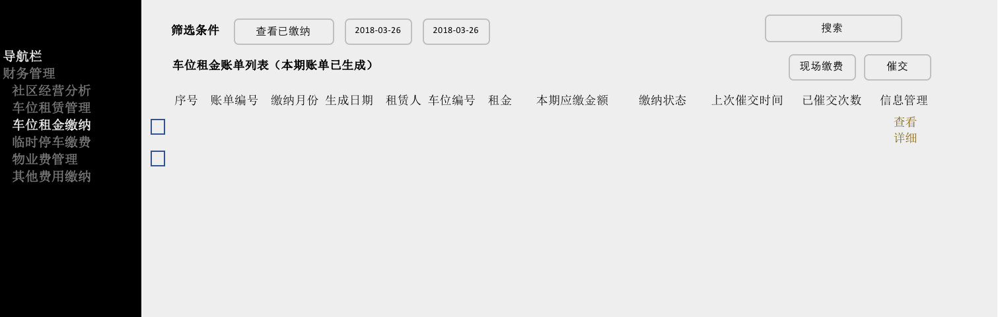 导航栏
财务管理
社区经营分析
车位租赁管理
车位租金缴纳
临时停车缴费
物业费管理
其他费用缴纳
筛选条件 查看已缴纳 2018-03-26 2018-03-26 搜索
车位租金账单列表（本期账单已生成） 现场缴费 催交
序号 账单编号 缴纳月份 生成日期 租赁人 车位编号 租金 本期应缴金额 缴纳状态 上次催交时间 已催交次数 信息管理
查看
详细